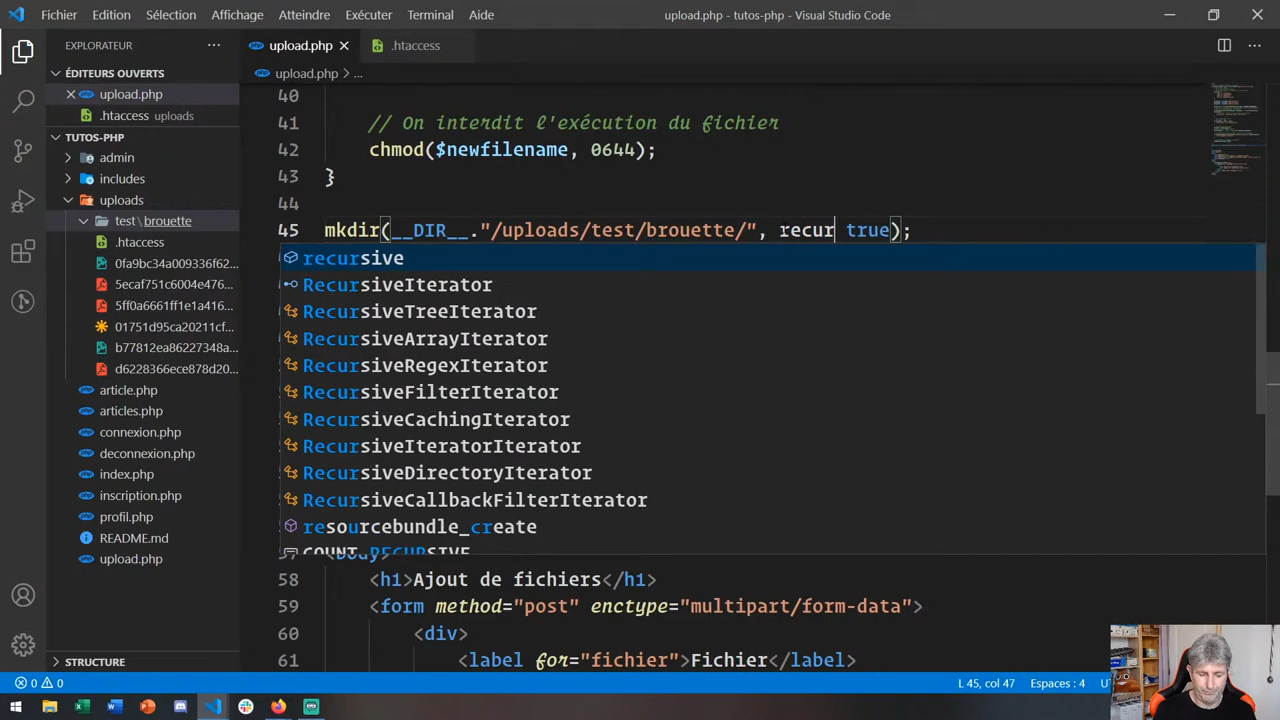 Fichier Edition Sélection Affichage Atteindre Exécuter Terminal Aide upload.php - tutos-php - Visual Studio Code
EXPLORATEUR
ÉDITEURS OUVERTS
upload.php
.htaccess uploads
TUTOS-PHP
admin
includes
uploads
test\brouette
.htaccess
0fa9bc34a009336f62...
5ecaf751c6004e476...
5ff0a6661ff1e1a416...
01751d95ca20211cf...
b77812ea86227348a...
d6228366ece878d20...
article.php
articles.php
connexion.php
deconnexion.php
index.php
inscription.php
profil.php
README.md
upload.php
STRUCTURE
upload.php .htaccess
upload.php > ...
40
41 // On interdit l'exécution du fichier
42 chmod($newfilename, 0644);
43 }
44
45 mkdir(__DIR__."/uploads/test/brouette/", recur true);
recursive
RecursiveIterator
RecursiveTreeIterator
RecursiveArrayIterator
RecursiveRegexIterator
RecursiveFilterIterator
RecursiveCachingIterator
RecursiveIteratorIterator
RecursiveDirectoryIterator
RecursiveCallbackFilterIterator
resourcebundle_create
COUNT_RECURSIVE
57 <body>
58 <h1>Ajout de fichiers</h1>
59 <form method="post" enctype="multipart/form-data">
60 <div>
61 <label for="fichier">Fichier</label>
0 0 L 45, col 47 Espaces : 4